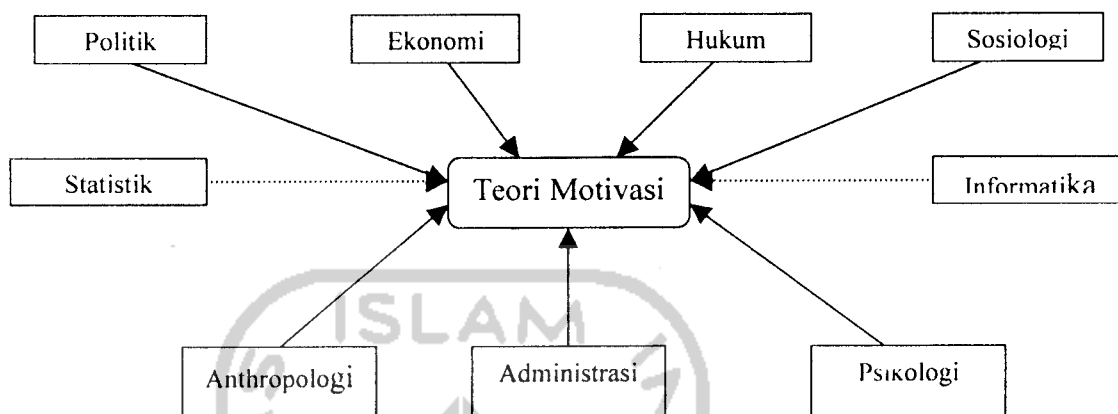 Politik
Ekonomi
Hukum
Sosiologi
Statistik
Teori Motivasi
Informatika
ISLAM
Anthropologi
Administrasi
Psikologi